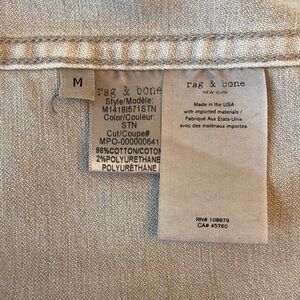 M
rag & bone
Style/Modèle:
M1418I571STN
Color/Couleur:
STN
Cut/Coupe#
MPO-000000641
98%COTTON/COTON
2%POLYURETHANE
POLYURÉTHANE
rag & bone
NEW YORK
Made in the USA
with imported materials /
Fabriqué Aux Etats-Unis
avec des matériaux importés
RN# 108879
CA# 45760